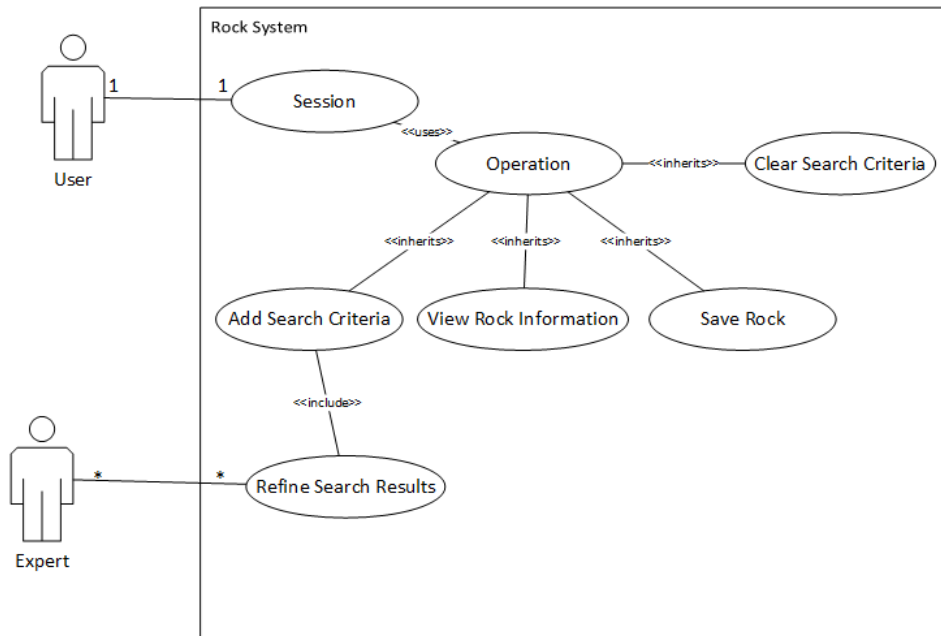 Rock System
1
1
Session
User
<<uses>>
Operation
<<inherits>>
Clear Search Criteria
<<inherits>>
<<inherits>>
<<inherits>>
Add Search Criteria
View Rock Information
Save Rock
<<include>>
*
*
Refine Search Results
Expert